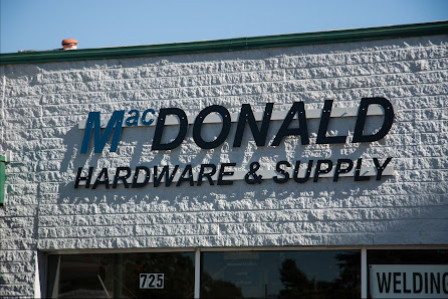 MacDONALD
HARDWARE & SUPPLY
725
WELDING